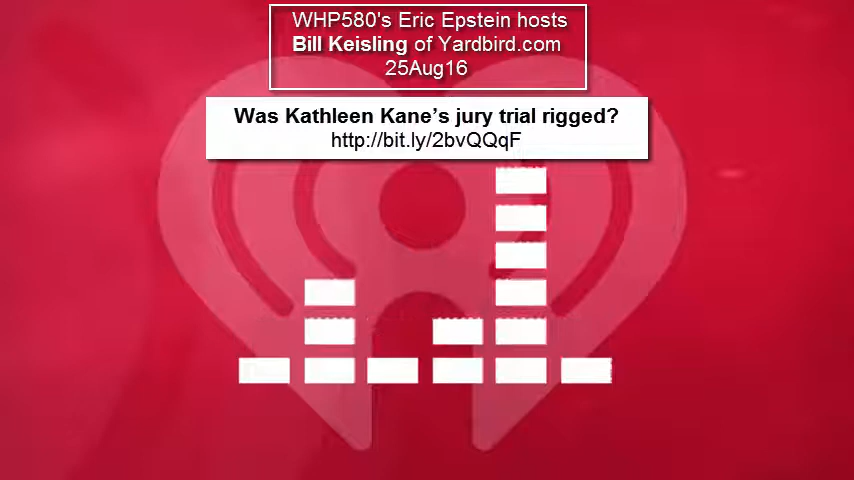 WHP580's Eric Epstein hosts
Bill Keisling of Yardbird.com
25Aug16
Was Kathleen Kane's jury trial rigged?
http://bit.ly/2bvQQqF